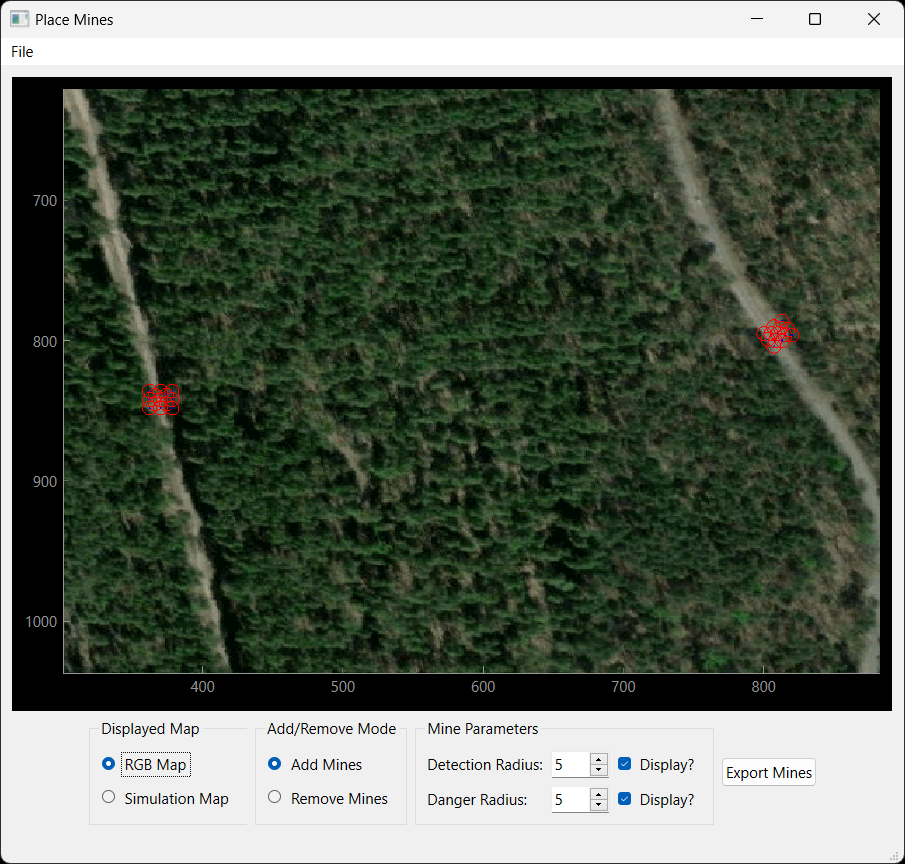 Place Mines
File
700
800
900
1000
400 500 600 700 800
Displayed Map
RGB Map
Simulation Map
Add/Remove Mode
Add Mines
Remove Mines
Mine Parameters
Detection Radius: 5 Display?
Danger Radius: 5 Display?
Export Mines